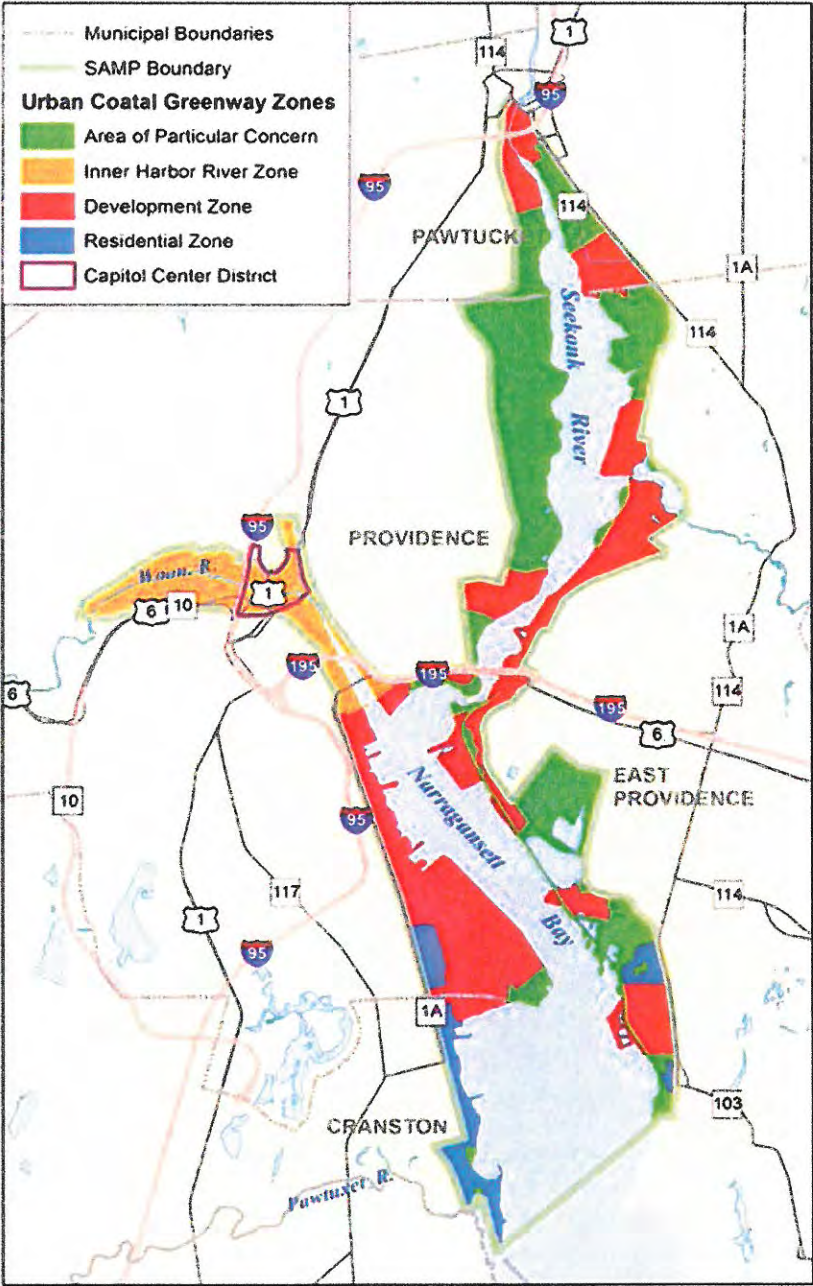 Municipal Boundaries
SAMP Boundary
Urban Coatal Greenway Zones
Area of Particular Concern
Inner Harbor River Zone
Development Zone
Residential Zone
Capitol Center District
114
1
95
95
114
PAWTUCKE
1A
114
Seekonk
River
1
95
PROVIDENCE
Woon. R.
1
6
10
1A
195
195
6
114
195
6
EAST
PROVIDENCE
Narragansett
Bay
10
95
117
114
1
95
1A
103
CRANSTON
Pawtuxet R.